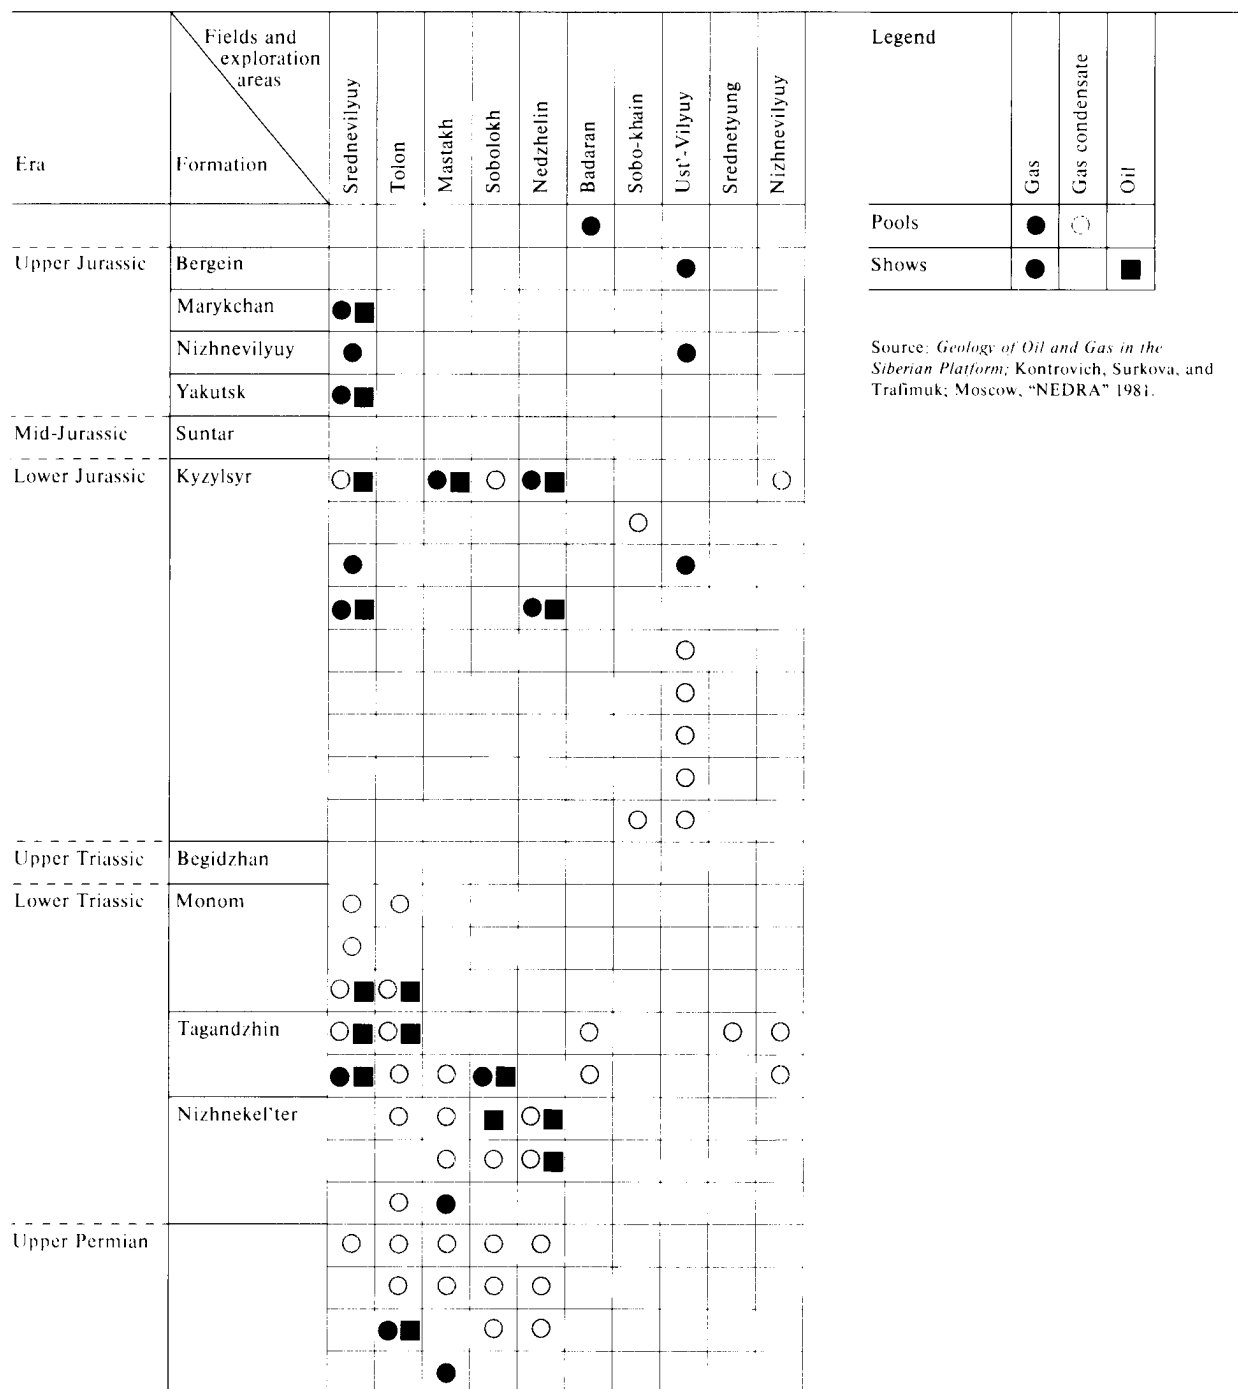 Fields and
exploration
areas
Era
Formation
Srednevilyuy
Tolon
Mastakh
Sobolokh
Nedzhelin
Badaran
Sobo-khain
Ust'-Vilyuy
Srednetyung
Nizhnevilyuy
Upper Jurassic
Bergein
Marykchan
Nizhnevilyuy
Yakutsk
Mid-Jurassic
Suntar
Lower Jurassic
Kyzylsyr
Upper Triassic
Begidzhan
Lower Triassic
Monom
Tagandzhin
Nizhnekel'ter
Upper Permian
Legend
Gas
Gas condensate
Oil
Pools
Shows
Source: Geology of Oil and Gas in the
Siberian Platform; Kontrovich, Surkova, and
Trafimuk; Moscow, “NEDRA” 1981.